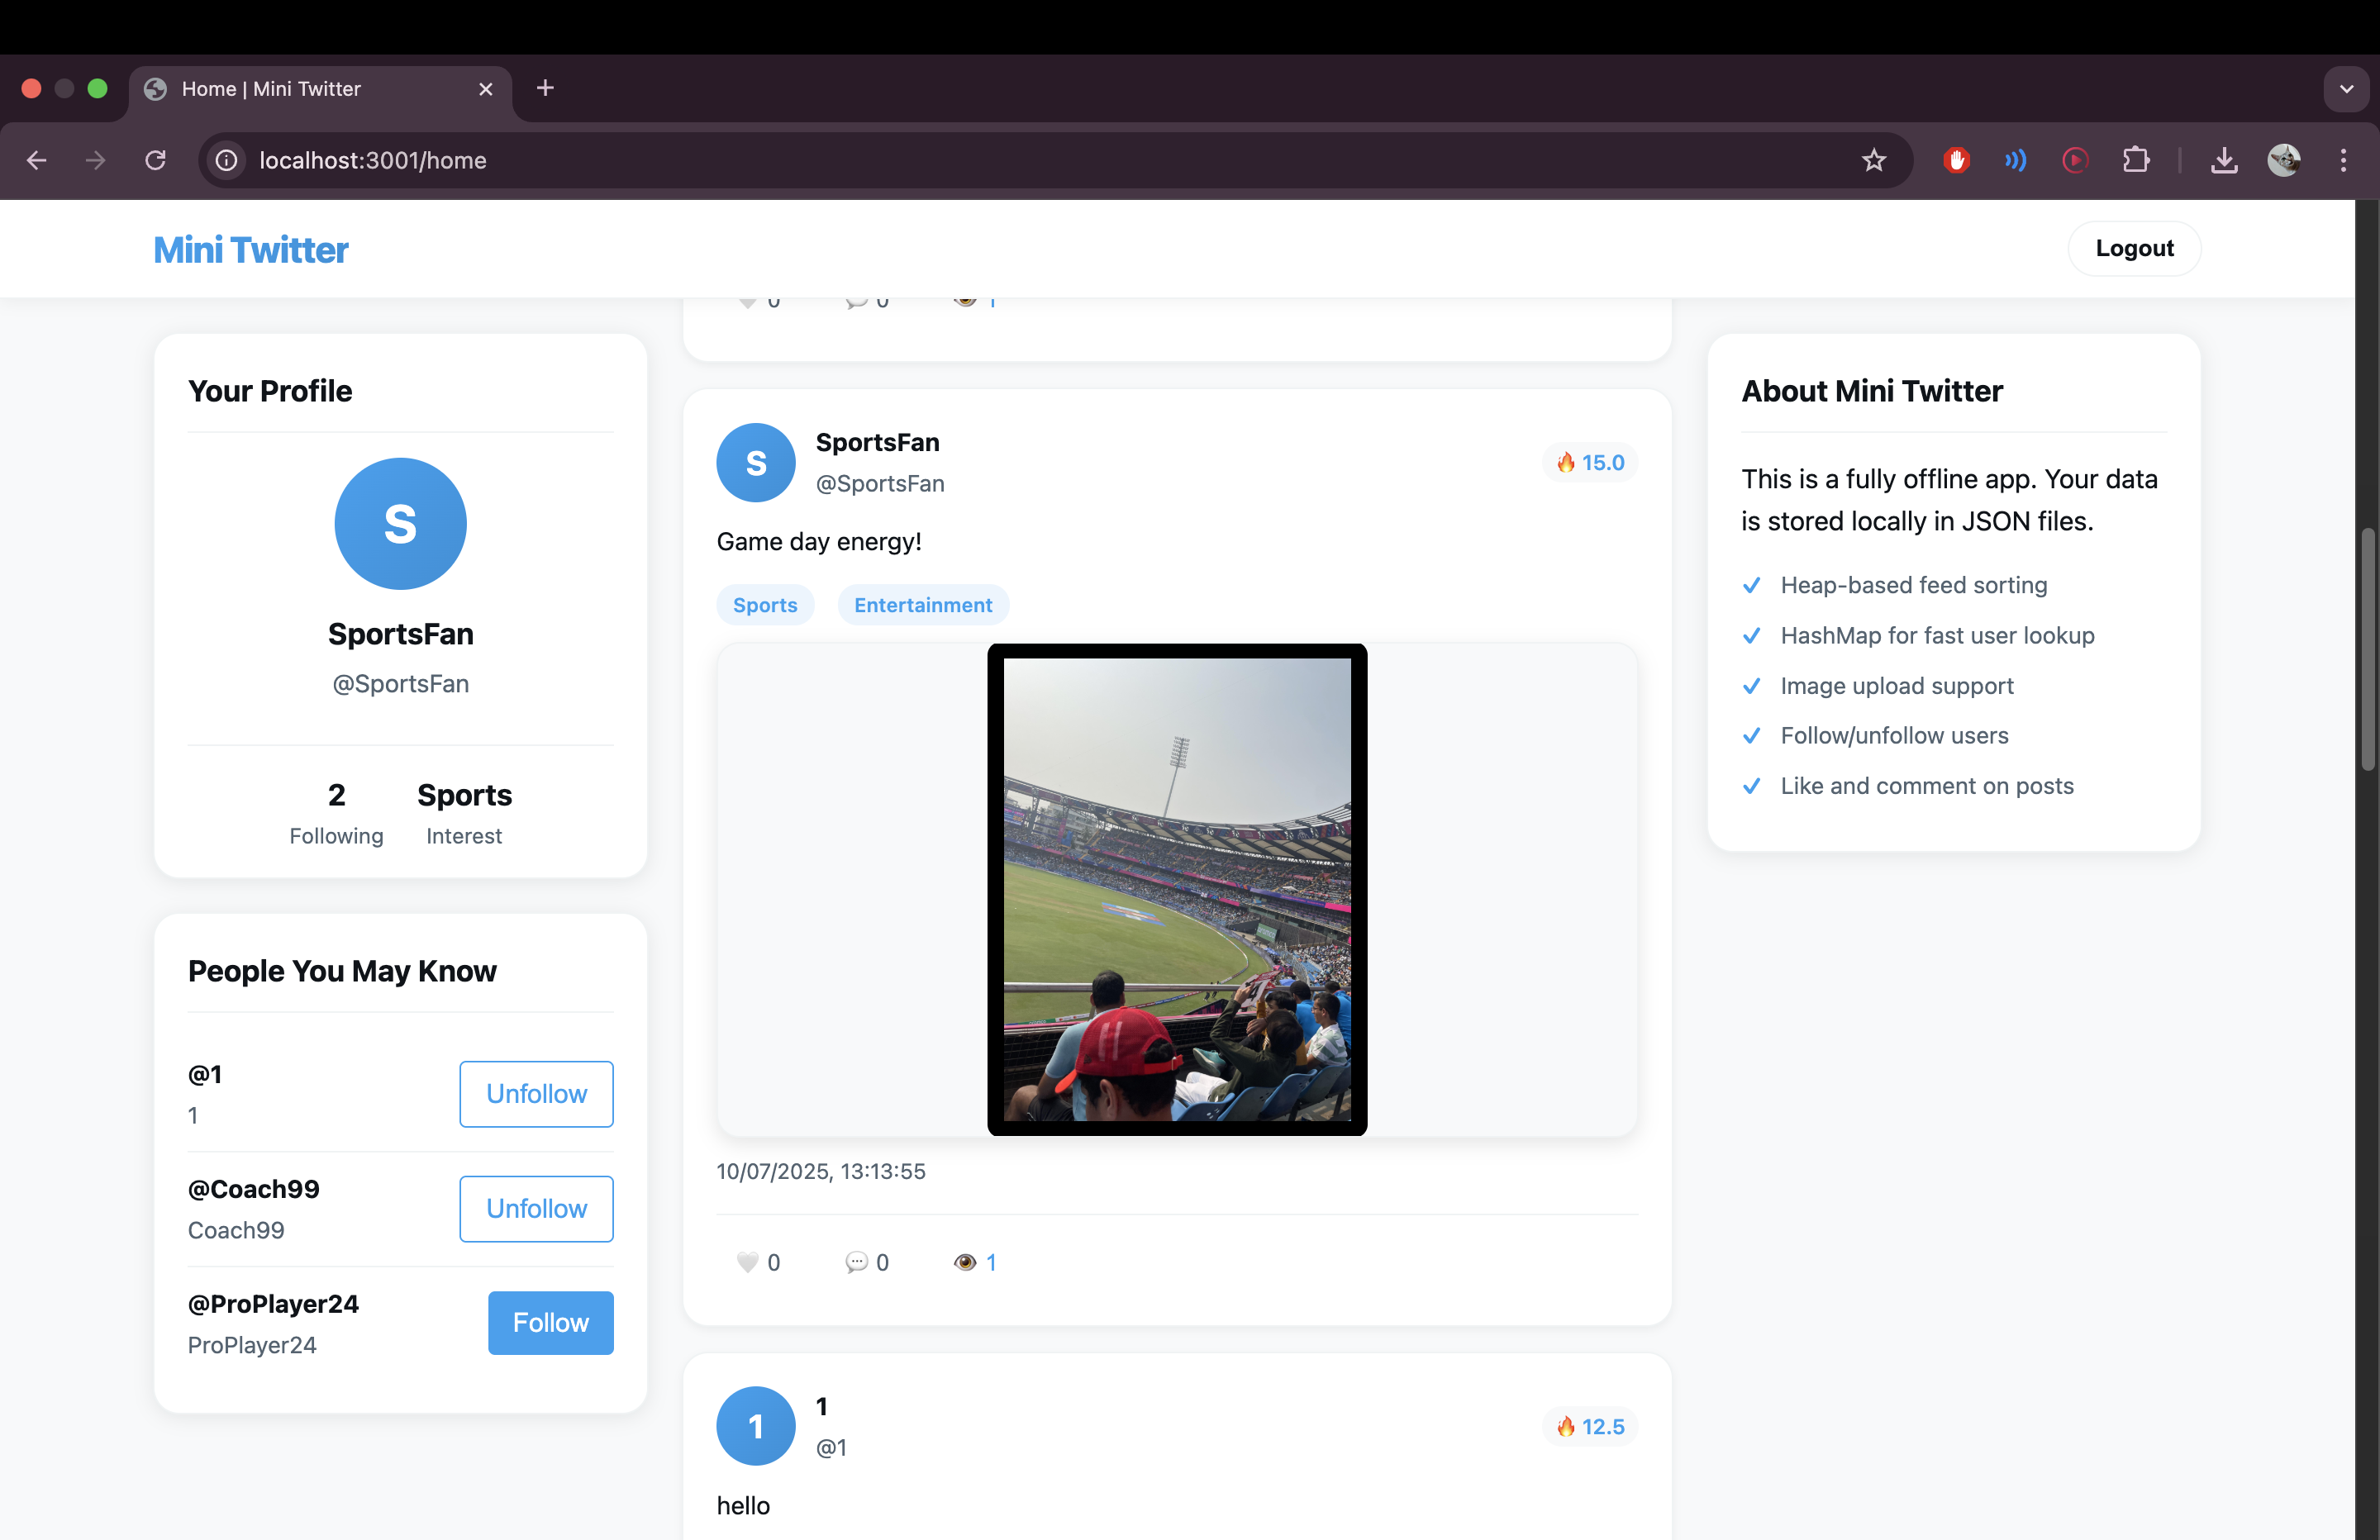 Home | Mini Twitter
localhost:3001/home
Mini Twitter
Logout
0 0 1
Your Profile
S
SportsFan
@SportsFan
2 Sports
Following Interest
People You May Know
@1
1
Unfollow
@Coach99
Coach99
Unfollow
@ProPlayer24
ProPlayer24
Follow
S
SportsFan
@SportsFan
15.0
Game day energy!
Sports Entertainment
10/07/2025, 13:13:55
0 0 1
1
1
@1
12.5
hello
About Mini Twitter
This is a fully offline app. Your data
is stored locally in JSON files.
Heap-based feed sorting
HashMap for fast user lookup
Image upload support
Follow/unfollow users
Like and comment on posts